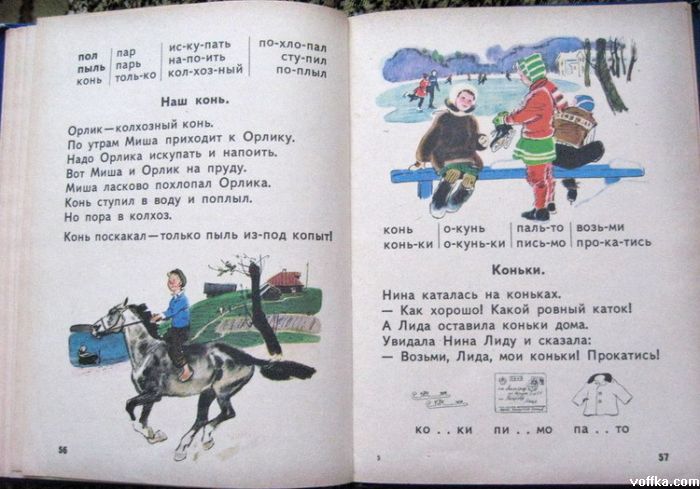 пол | пар | ис-ку-пать | по-хло-пал
пыль | парь | на-по-ить | сту-пил
конь | толь-ко | кол-хоз-ный | по-плыл
Наш конь.
Орлик—колхозный конь.
По утрам Миша приходит к Орлику.
Надо Орлика искупать и напоить.
Вот Миша и Орлик на пруду.
Миша ласково похлопал Орлика.
Конь ступил в воду и поплыл.
Но пора в колхоз.
Конь поскакал—только пыль из-под копыт!
56
конь | о-кунь | паль-то | возь-ми
конь-ки | о-кунь-ки | пись-мо | про-ка-тись
Коньки.
Нина каталась на коньках.
— Как хорошо! Какой ровный каток!
А Лида оставила коньки дома.
Увидала Нина Лиду и сказала:
— Возьми, Лида, мои коньки! Прокатись!
ко . . ки пи . . мо па . . то
5
57
voffka.com